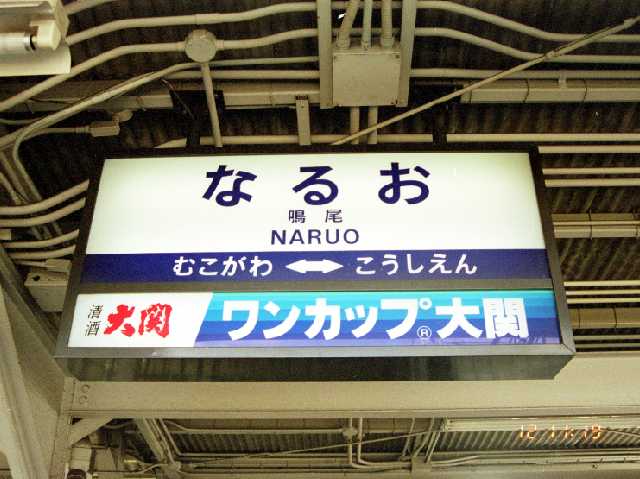 なるお
鳴尾
NARUO
むこがわ ⟷ こうしえん
清酒 大関 ワンカップ®大関